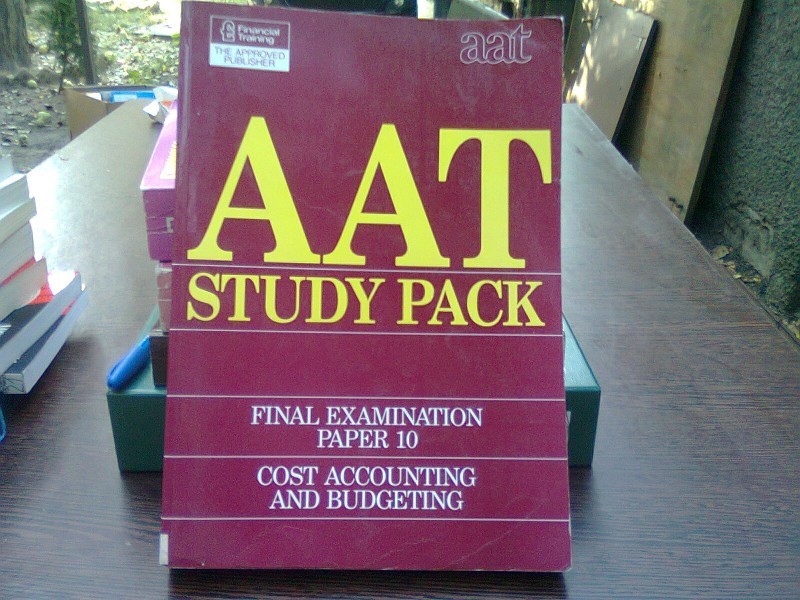 Financial
Training
THE APPROVED
PUBLISHER
aat
AAT
STUDY PACK
FINAL EXAMINATION
PAPER 10
COST ACCOUNTING
AND BUDGETING